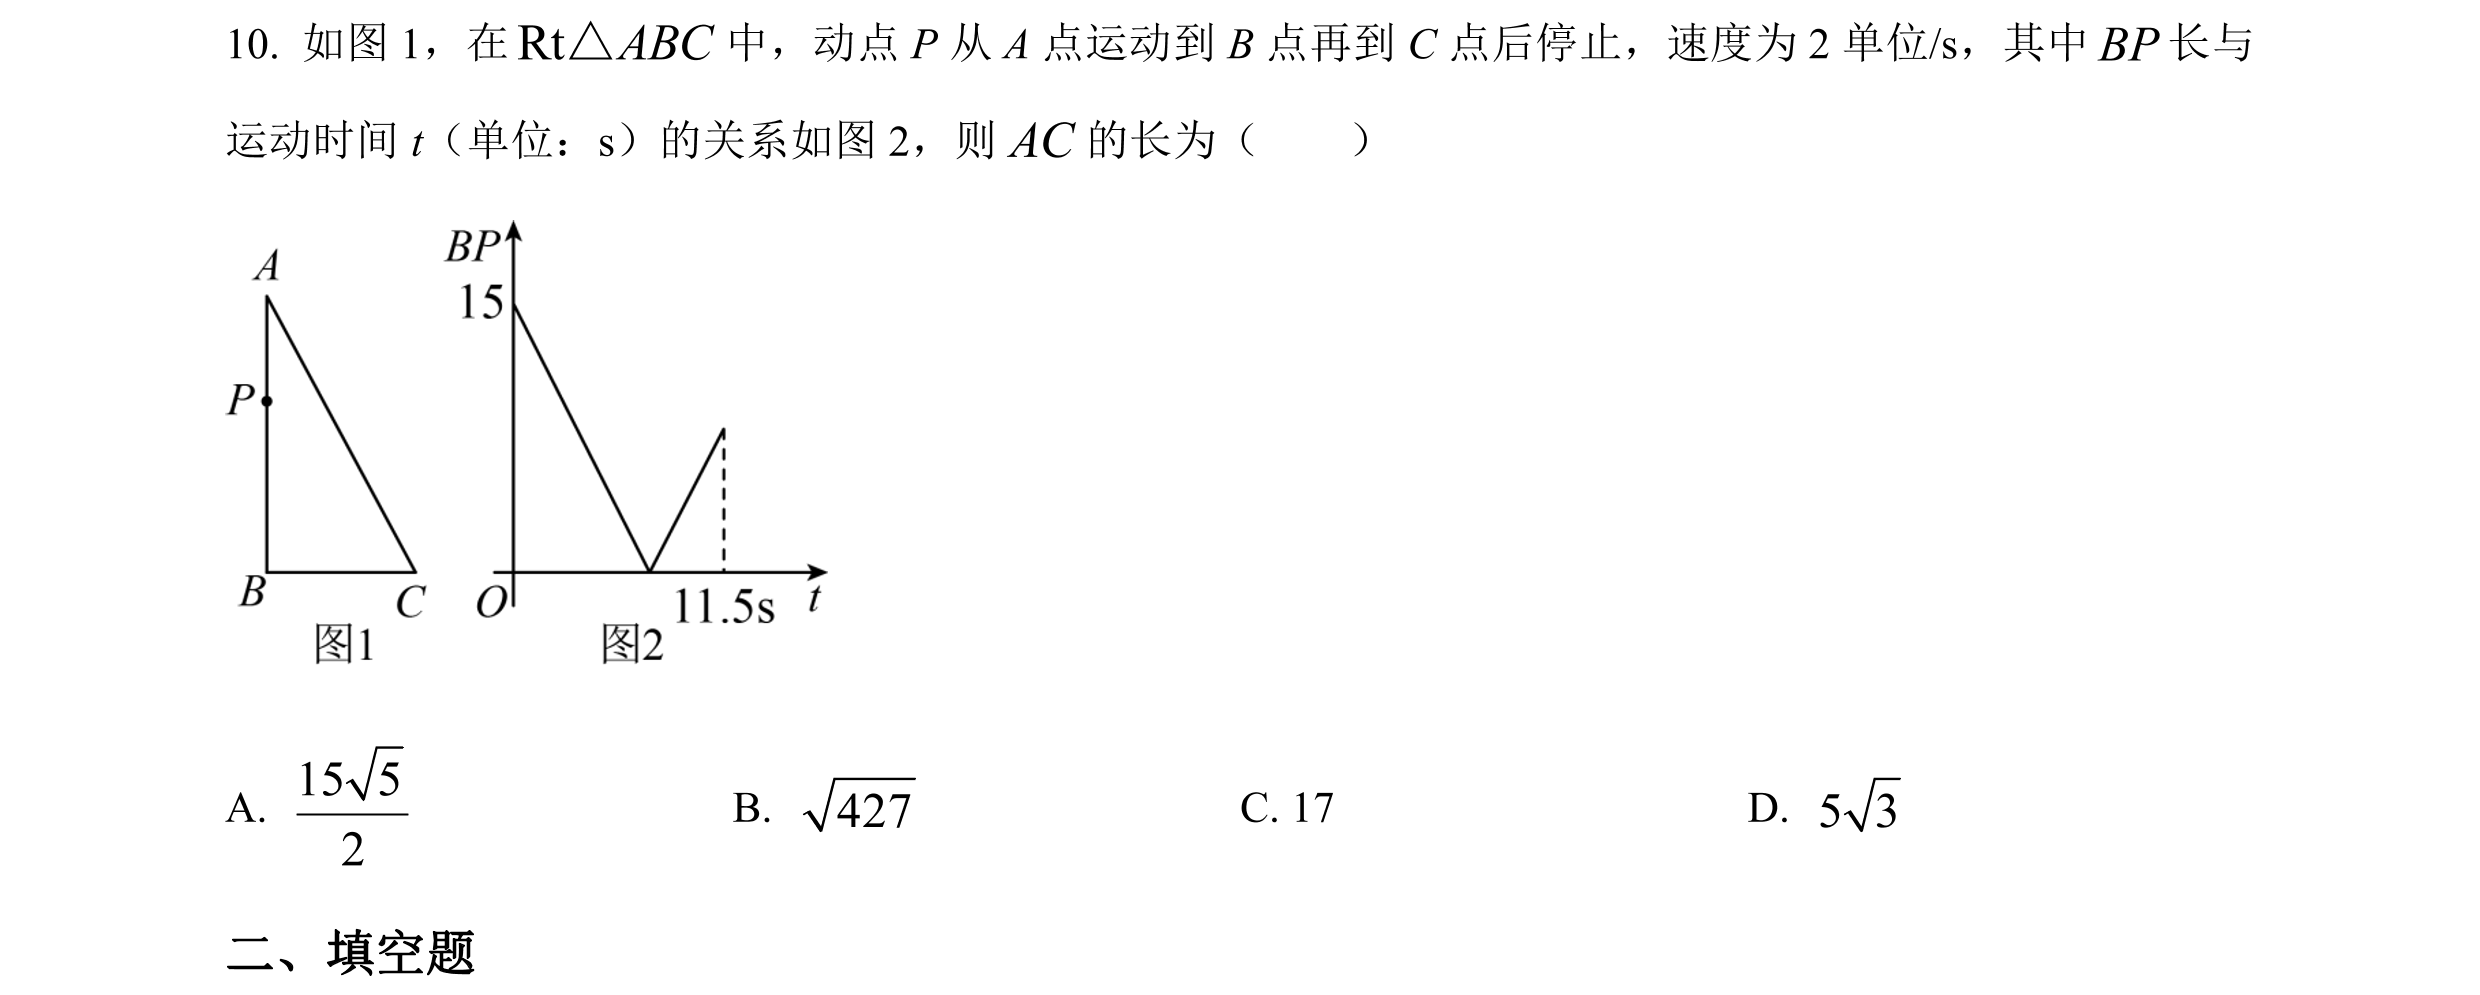 10. 如图 1，在 Rt△ABC 中，动点 P 从 A 点运动到 B 点再到 C 点后停止，速度为 2 单位/s，其中 BP 长与
运动时间 t（单位：s）的关系如图 2，则 AC 的长为（　　）
A
P
B
C
图1
BP
15
O
11.5s
t
图2
A. \frac{15\sqrt{5}}{2}
B. \sqrt{427}
C. 17
D. 5\sqrt{3}
二、填空题